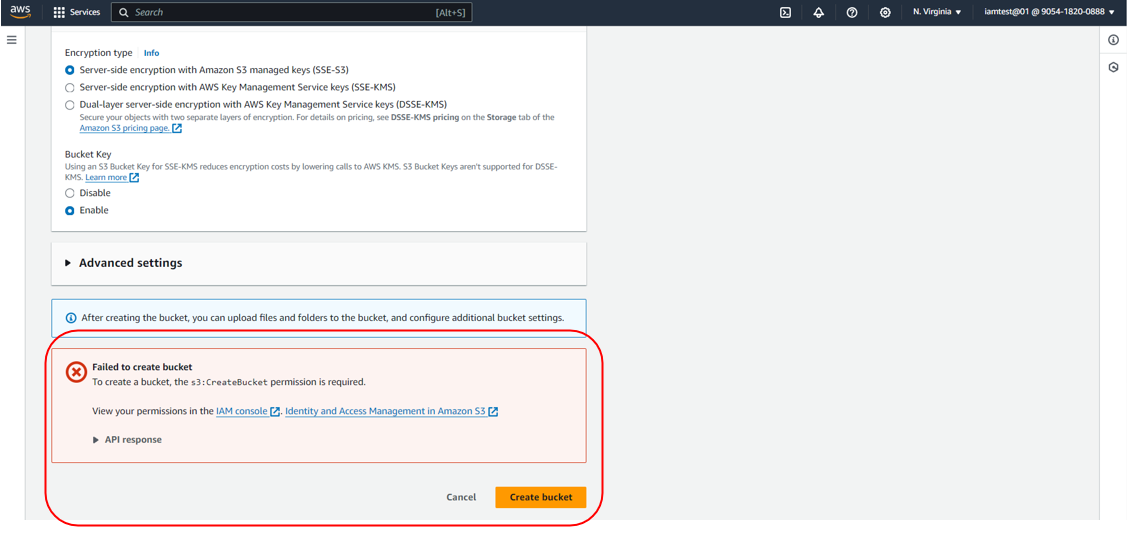 aws
Services
Search
[Alt+S]
N. Virginia
iamtest@01 @ 9054-1820-0888
Encryption type Info
Server-side encryption with Amazon S3 managed keys (SSE-S3)
Server-side encryption with AWS Key Management Service keys (SSE-KMS)
Dual-layer server-side encryption with AWS Key Management Service keys (DSSE-KMS)
Secure your objects with two separate layers of encryption. For details on pricing, see DSSE-KMS pricing on the Storage tab of the
Amazon S3 pricing page.
Bucket Key
Using an S3 Bucket Key for SSE-KMS reduces encryption costs by lowering calls to AWS KMS. S3 Bucket Keys aren't supported for DSSE-
KMS. Learn more
Disable
Enable
Advanced settings
After creating the bucket, you can upload files and folders to the bucket, and configure additional bucket settings.
Failed to create bucket
To create a bucket, the s3:CreateBucket permission is required.
View your permissions in the IAM console . Identity and Access Management in Amazon S3
API response
Cancel
Create bucket